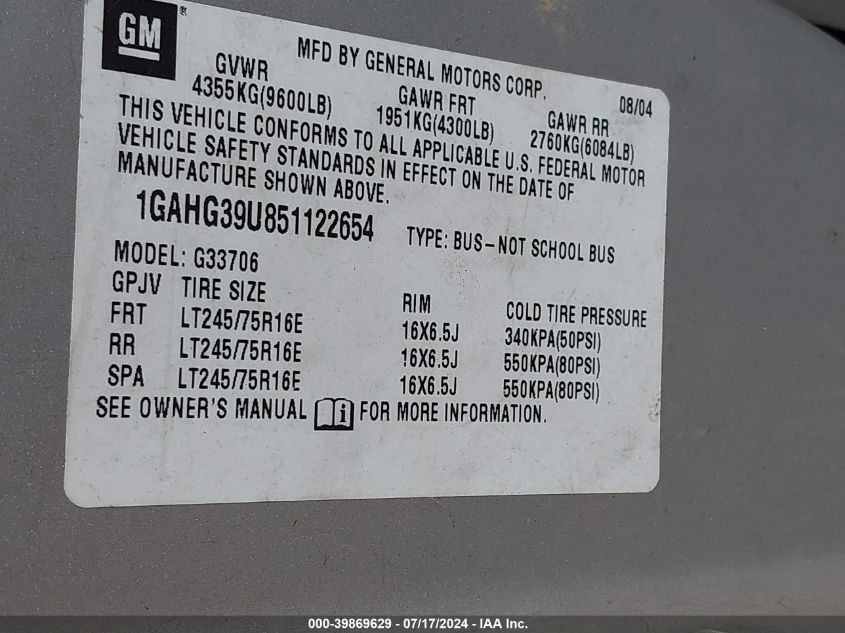 GM®
MFD BY GENERAL MOTORS CORP. 08/04
GVWR GAWR FRT GAWR RR
4355KG(9600LB) 1951KG(4300LB) 2760KG(6084LB)
THIS VEHICLE CONFORMS TO ALL APPLICABLE U.S. FEDERAL MOTOR
VEHICLE SAFETY STANDARDS IN EFFECT ON THE DATE OF
MANUFACTURE SHOWN ABOVE.
1GAHG39U851122654 TYPE: BUS-NOT SCHOOL BUS
MODEL: G33706
GPJV TIRE SIZE RIM COLD TIRE PRESSURE
FRT LT245/75R16E 16X6.5J 340KPA(50PSI)
RR LT245/75R16E 16X6.5J 550KPA(80PSI)
SPA LT245/75R16E 16X6.5J 550KPA(80PSI)
SEE OWNER'S MANUAL i FOR MORE INFORMATION.
000-39869629 - 07/17/2024 - IAA Inc.